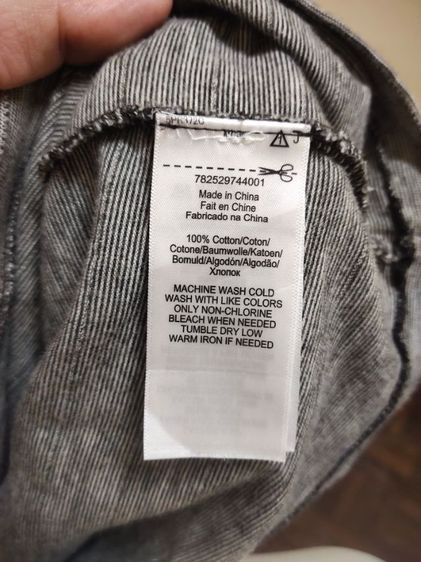 782529744001
Made in China
Fait en Chine
Fabricado na China
100% Cotton/Coton/
Cotone/Baumwolle/Katoen/
Bomuld/Algodón/Algodão/
Хлопок
MACHINE WASH COLD
WASH WITH LIKE COLORS
ONLY NON-CHLORINE
BLEACH WHEN NEEDED
TUMBLE DRY LOW
WARM IRON IF NEEDED